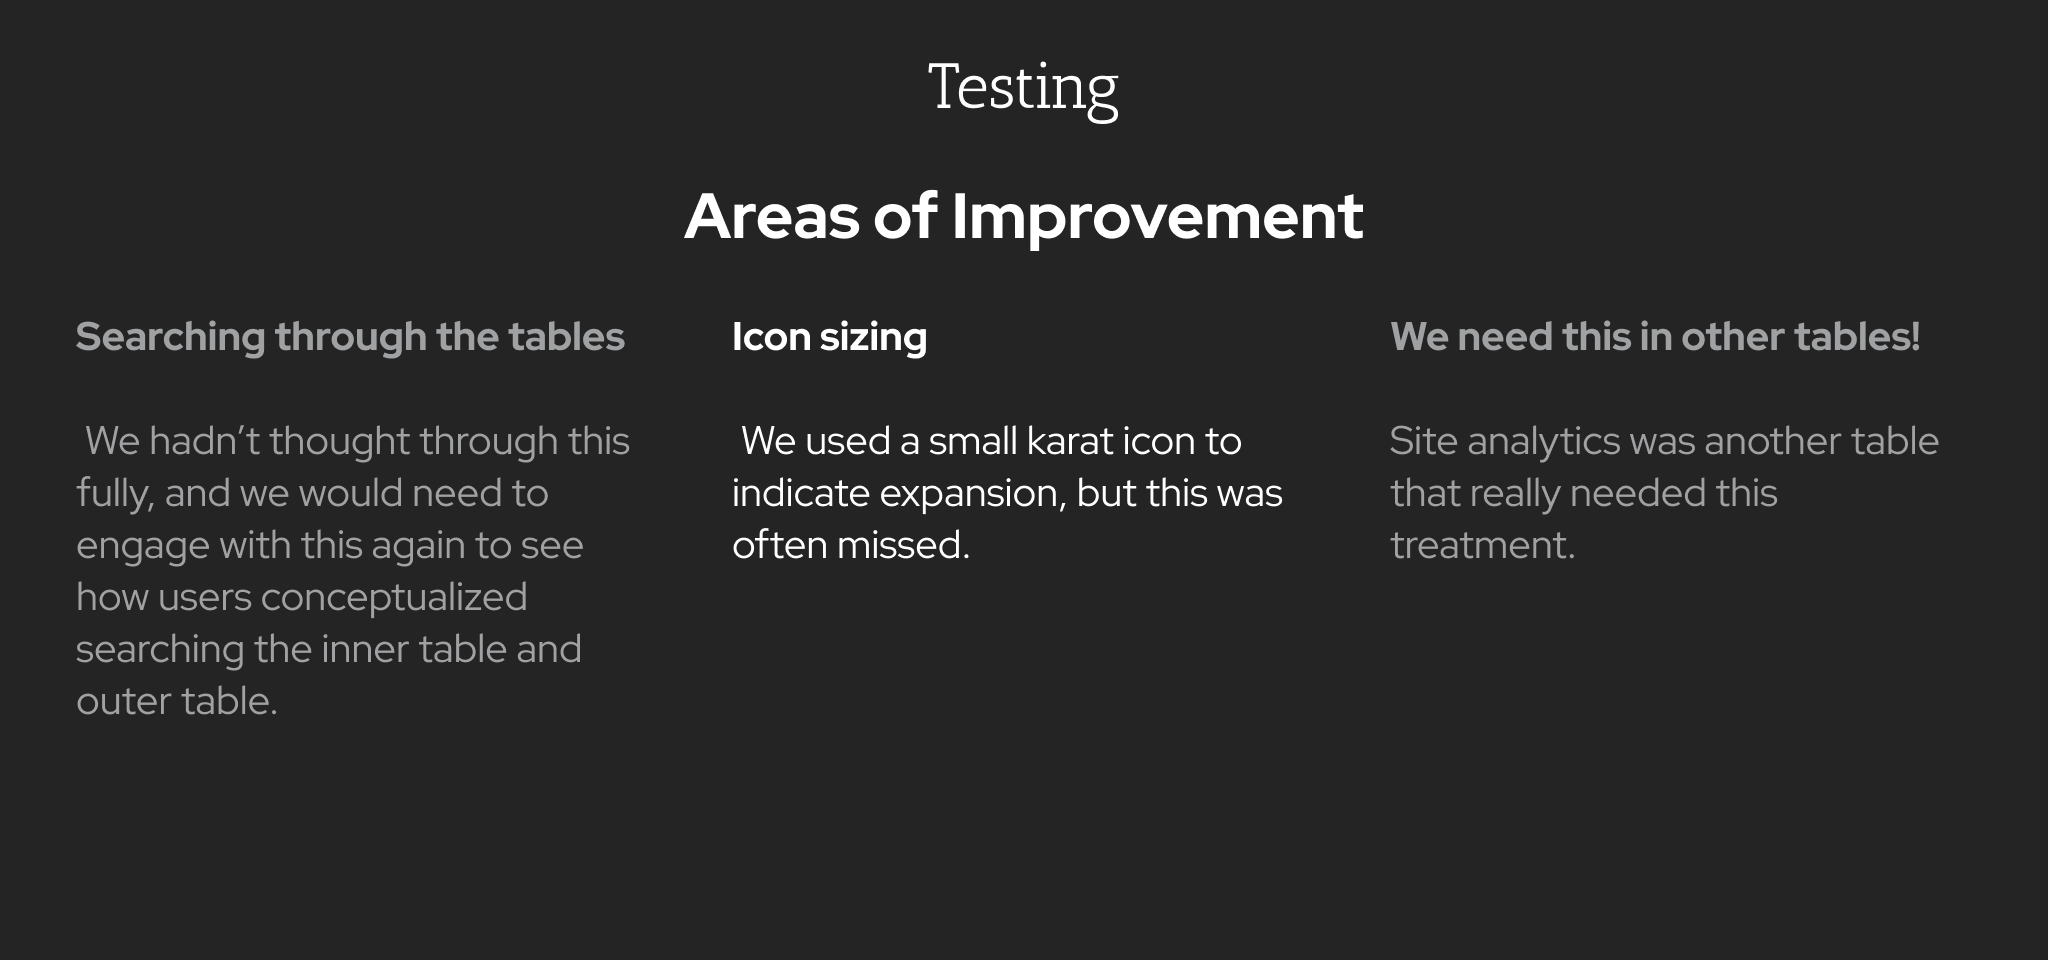 Testing
Areas of Improvement
Searching through the tables
We hadn’t thought through this
fully, and we would need to
engage with this again to see
how users conceptualized
searching the inner table and
outer table.
Icon sizing
We used a small karat icon to
indicate expansion, but this was
often missed.
We need this in other tables!
Site analytics was another table
that really needed this
treatment.